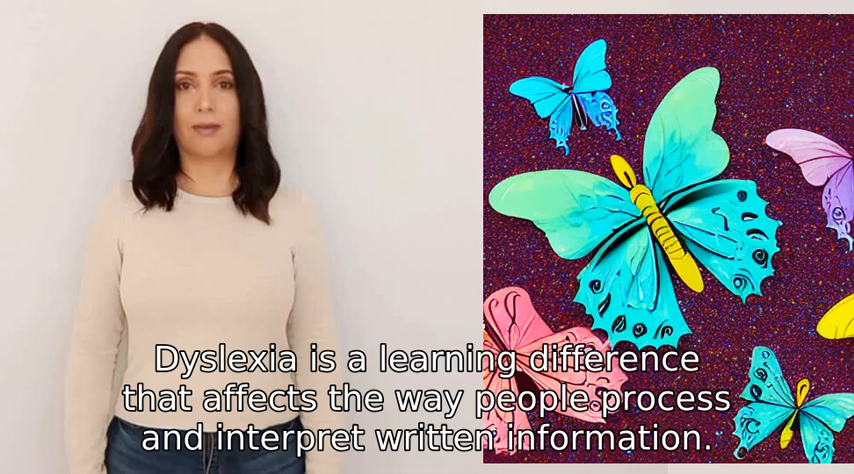 Dyslexia is a learning difference
that affects the way people process
and interpret written information.